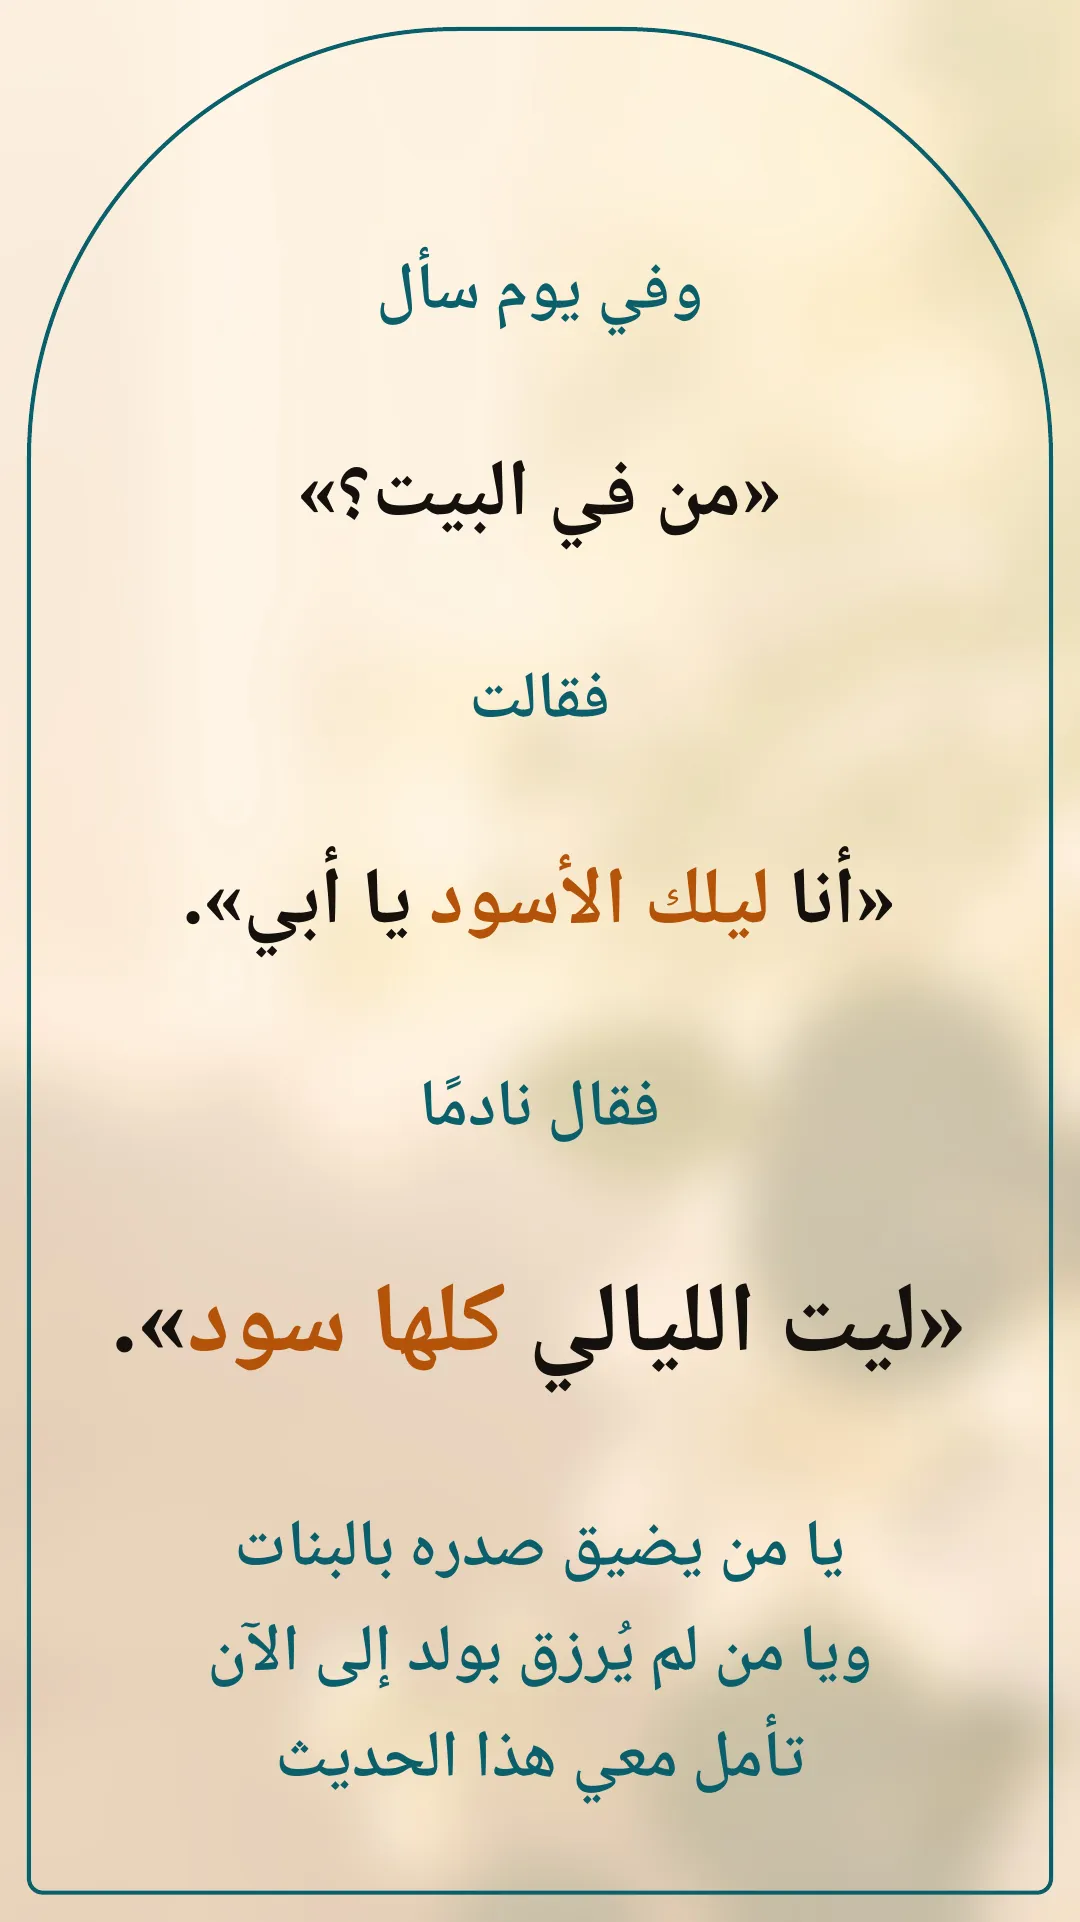 وفي يوم سأل
«من في البيت؟»
فقالت
«أنا ليلك الأسود يا أبي».
فقال نادمًا
«ليت الليالي كلها سود».
يا من يضيق صدره بالبنات
ويا من لم يُرزق بولد إلى الآن
تأمل معي هذا الحديث